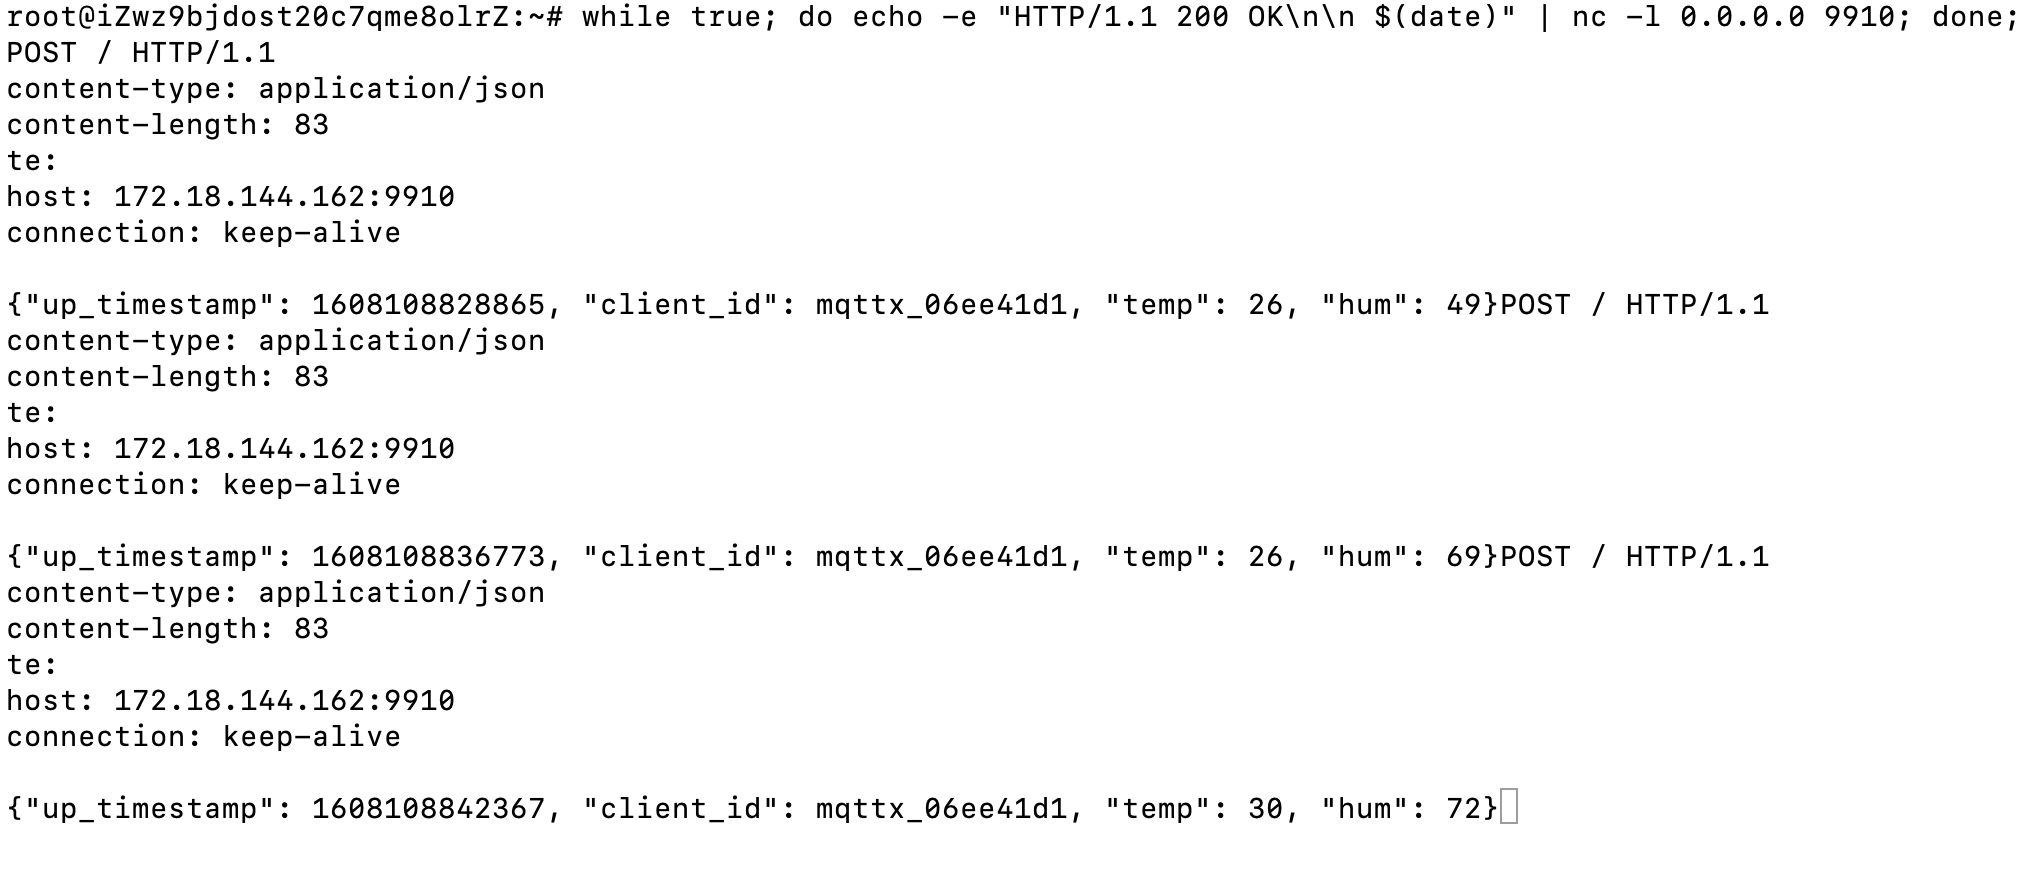 root@iZwz9bjdost20c7qme8olrZ:~# while true; do echo -e "HTTP/1.1 200 OK\n\n $(date)" | nc -l 0.0.0.0 9910; done;
POST / HTTP/1.1
content-type: application/json
content-length: 83
te:
host: 172.18.144.162:9910
connection: keep-alive

{"up_timestamp": 1608108828865, "client_id": mqttx_06ee41d1, "temp": 26, "hum": 49}POST / HTTP/1.1
content-type: application/json
content-length: 83
te:
host: 172.18.144.162:9910
connection: keep-alive

{"up_timestamp": 1608108836773, "client_id": mqttx_06ee41d1, "temp": 26, "hum": 69}POST / HTTP/1.1
content-type: application/json
content-length: 83
te:
host: 172.18.144.162:9910
connection: keep-alive

{"up_timestamp": 1608108842367, "client_id": mqttx_06ee41d1, "temp": 30, "hum": 72}